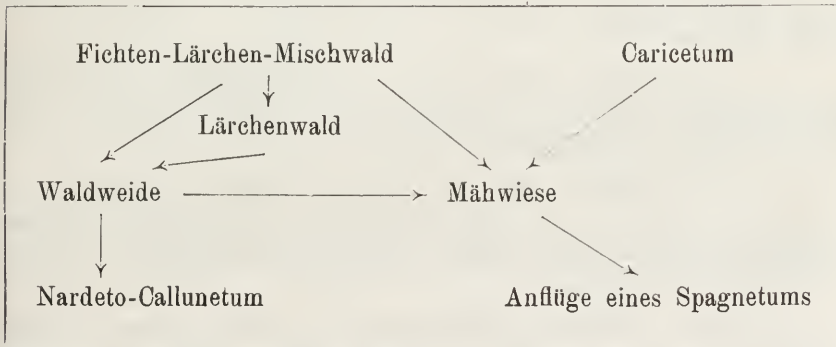 Fichten-Lärchen-Mischwald Caricetum
Lärchenwald
Waldweide Mähwiese
Nardeto-Callunetum Anflüge eines Spagnetums